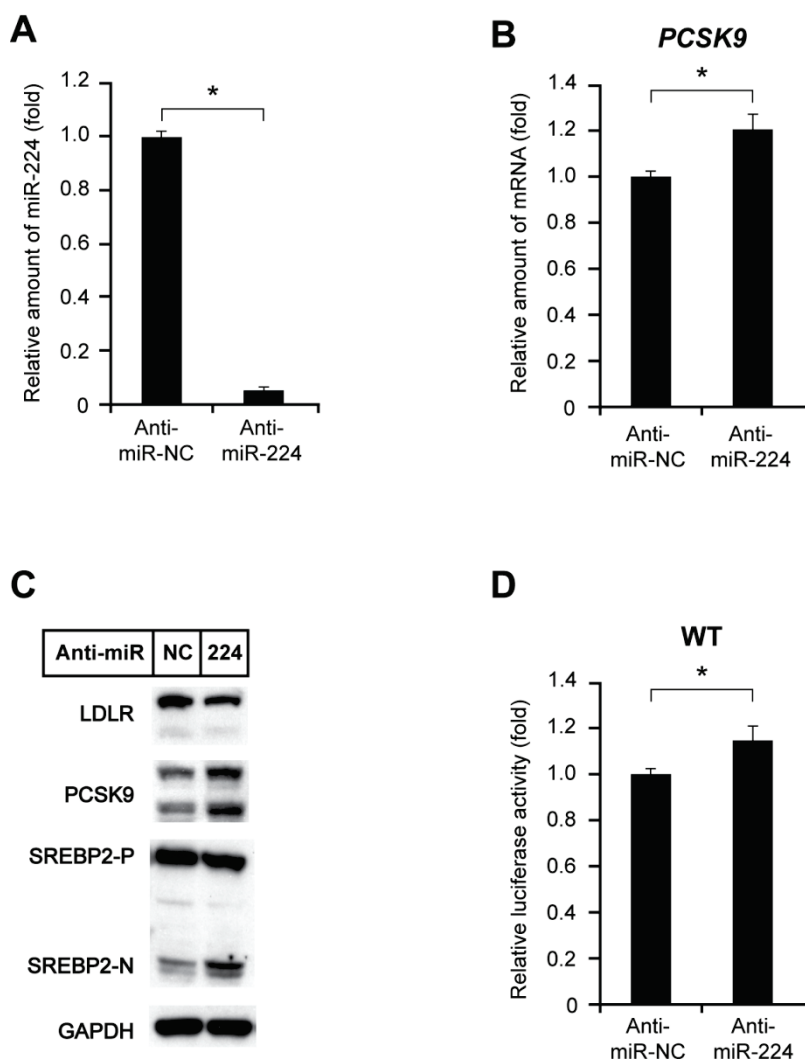 A
Relative amount of miR-224 (fold)
1.2
1.0
0.8
0.6
0.4
0.2
0
*
Anti-
miR-NC
Anti-
miR-224
B
PCSK9
Relative amount of mRNA (fold)
1.4
1.2
1.0
0.8
0.6
0.4
0.2
0
*
Anti-
miR-NC
Anti-
miR-224
C
Anti-miR NC 224
LDLR
PCSK9
SREBP2-P
SREBP2-N
GAPDH
D
WT
Relative luciferase activity (fold)
1.4
1.2
1.0
0.8
0.6
0.4
0.2
0
*
Anti-
miR-NC
Anti-
miR-224